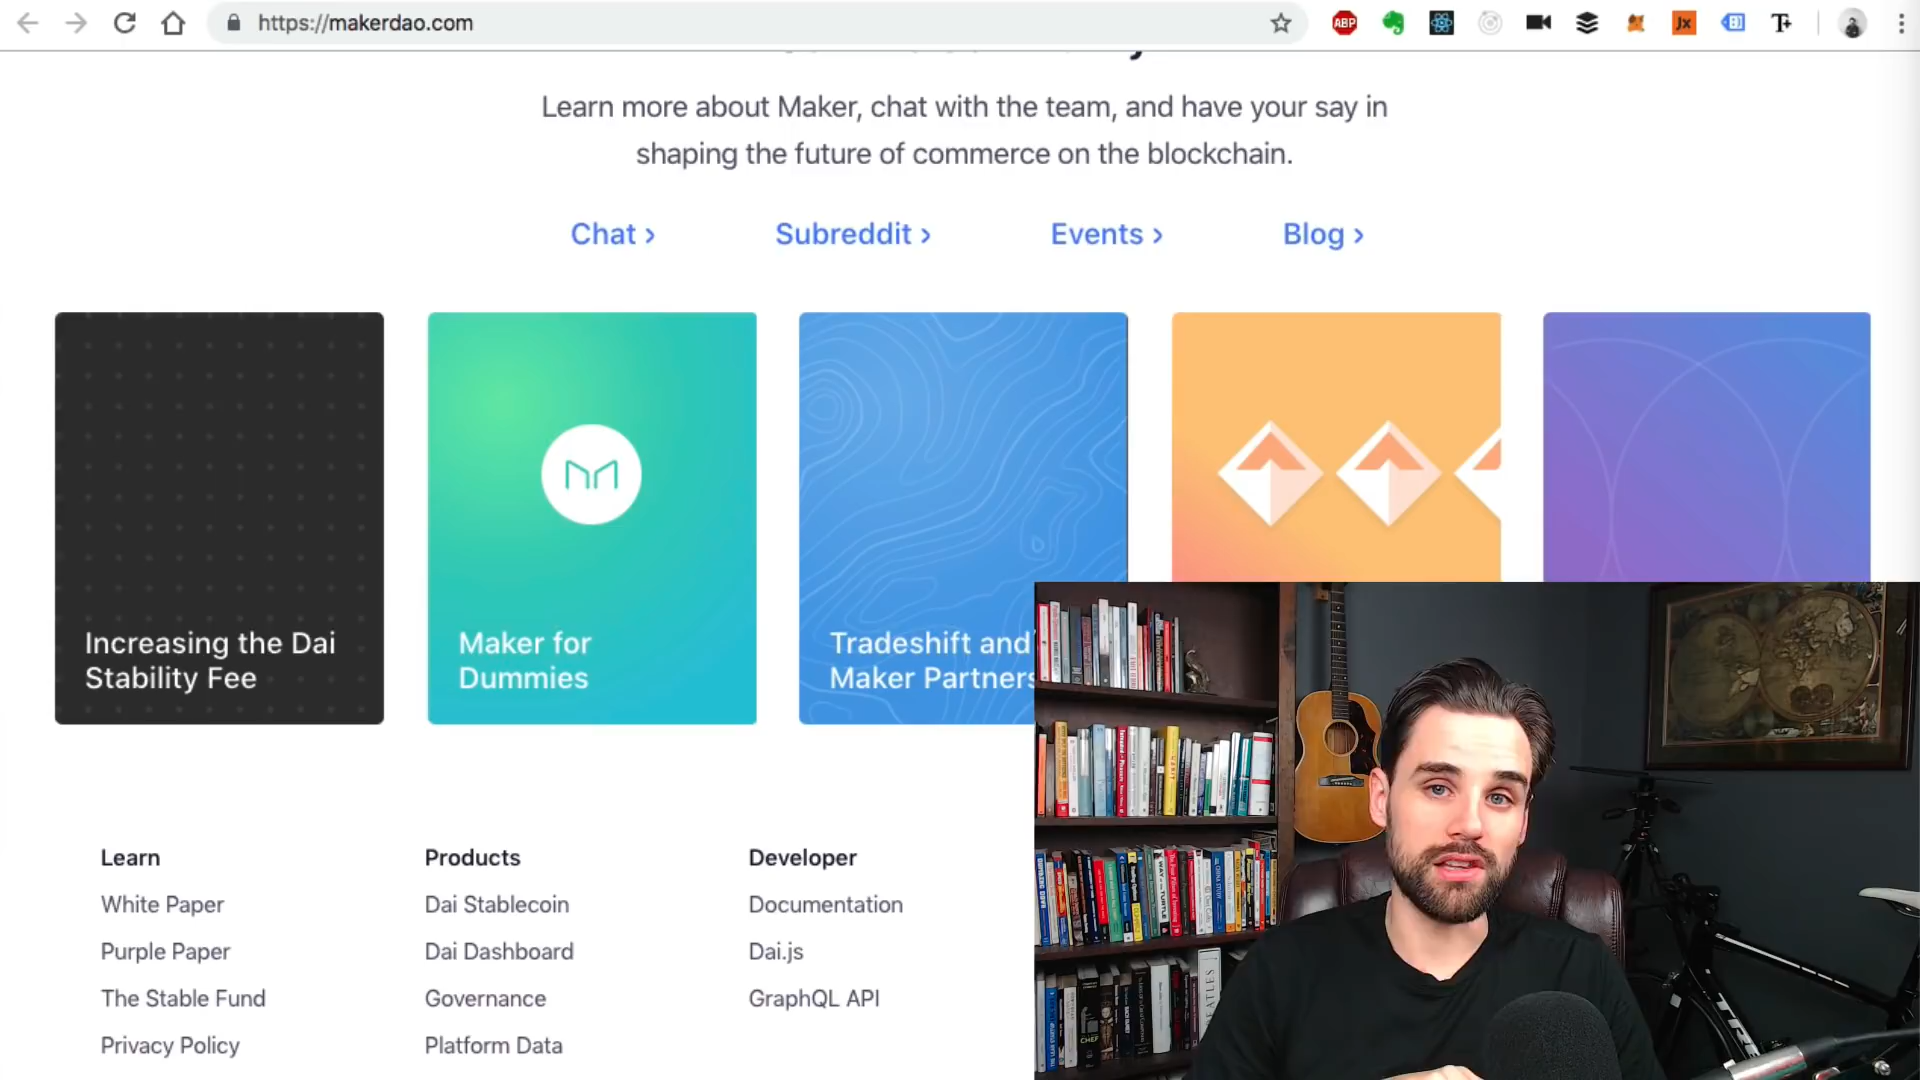 https://makerdao.com
ABP
Jx
Learn more about Maker, chat with the team, and have your say in
shaping the future of commerce on the blockchain.
Chat ›
Subreddit ›
Events ›
Blog ›
Increasing the Dai
Stability Fee
Maker for
Dummies
Tradeshift and
Maker Partners
Learn
White Paper
Purple Paper
The Stable Fund
Privacy Policy
Products
Dai Stablecoin
Dai Dashboard
Governance
Platform Data
Developer
Documentation
Dai.js
GraphQL API